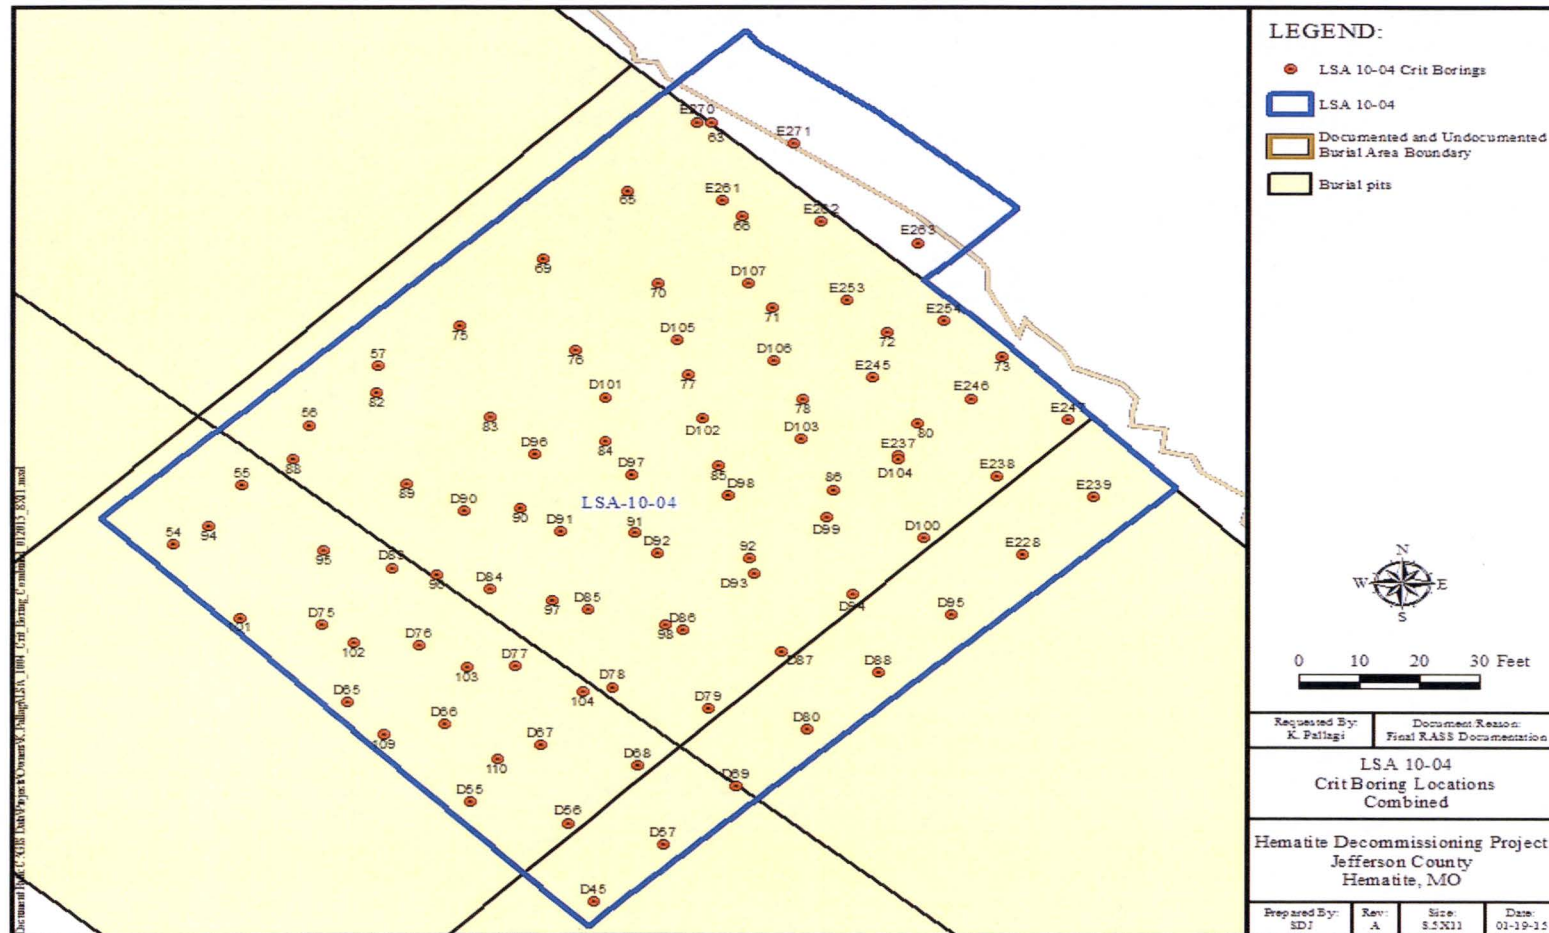 E270
63
E271
65
E261
66
E262
E263
69
70
D107
71
E253
E254
72
73
75
76
D105
D106
77
E245
E246
E247
57
82
D101
78
D102
D103
80
56
83
84
D96
D97
85
D98
E237
D104
E238
E239
88
55
89
D90
90
LSA-10-04
86
D99
D100
54
94
D91
91
D92
92
D93
E228
95
D83
96
D84
97
D85
98
D86
D94
D95
101
D75
102
D76
103
D77
D87
D88
104
D78
D79
D80
D65
109
D66
110
D67
D68
D69
D55
D56
D57
D45
LEGEND:
LSA 10-04 Crit Borings
LSA 10-04
Documented and Undocumented
Burial Area Boundary
Burial pits
N
W E
S
0 10 20 30 Feet
Requested By:
K. Pallagi
Document Reason:
Final RASS Documentation
LSA 10-04
Crit Boring Locations
Combined
Hematite Decommissioning Project
Jefferson County
Hematite, MO
Prepared By:
SDJ
Rev:
A
Size:
8.5X11
Date:
01-19-15